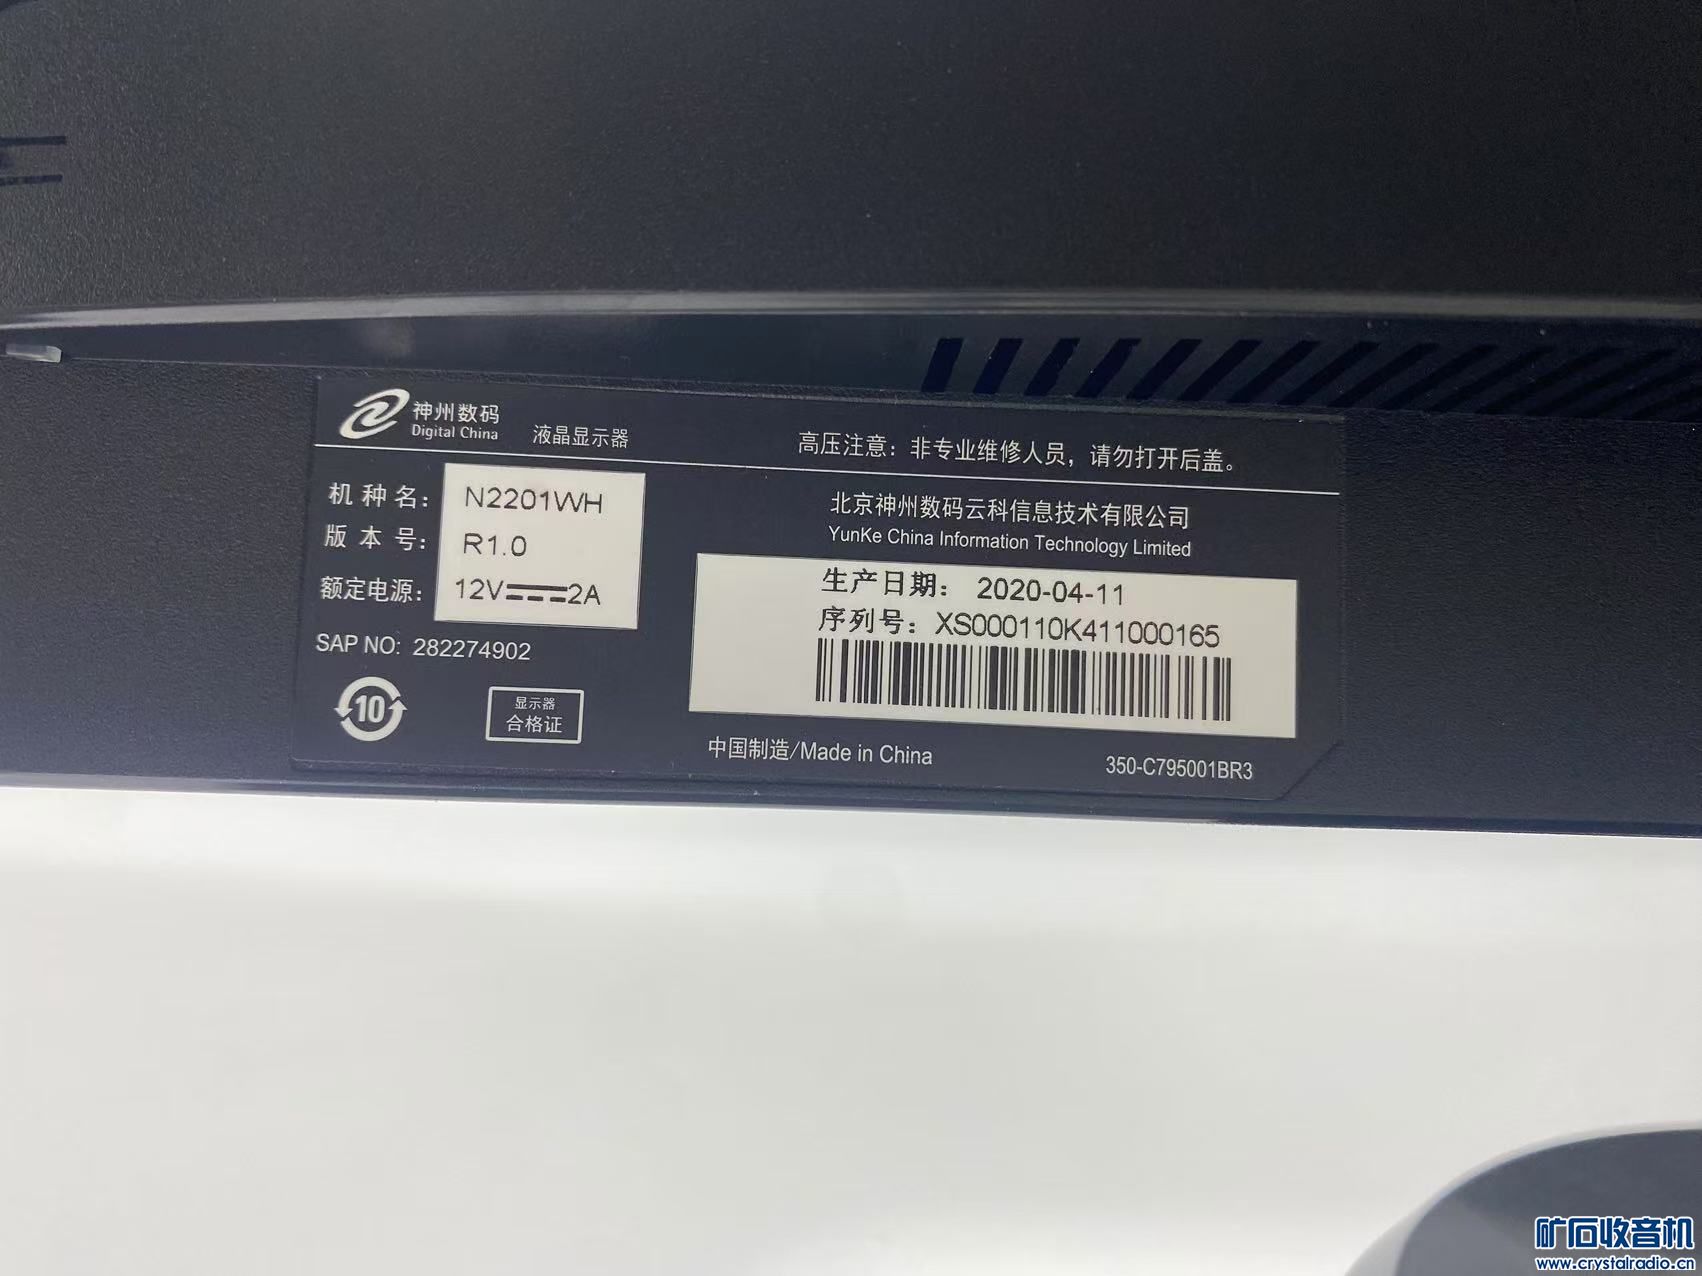 神州数码
Digital China
液晶显示器
高压注意：非专业维修人员，请勿打开后盖。
机种名： N2201WH
版本号： R1.0
额定电源： 12V 2A
SAP NO: 282274902
10
显示器
合格证
北京神州数码云科信息技术有限公司
YunKe China Information Technology Limited
生产日期： 2020-04-11
序列号： XS000110K411000165
中国制造/Made in China
350-C795001BR3
矿石收音机
www.crystalradio.cn